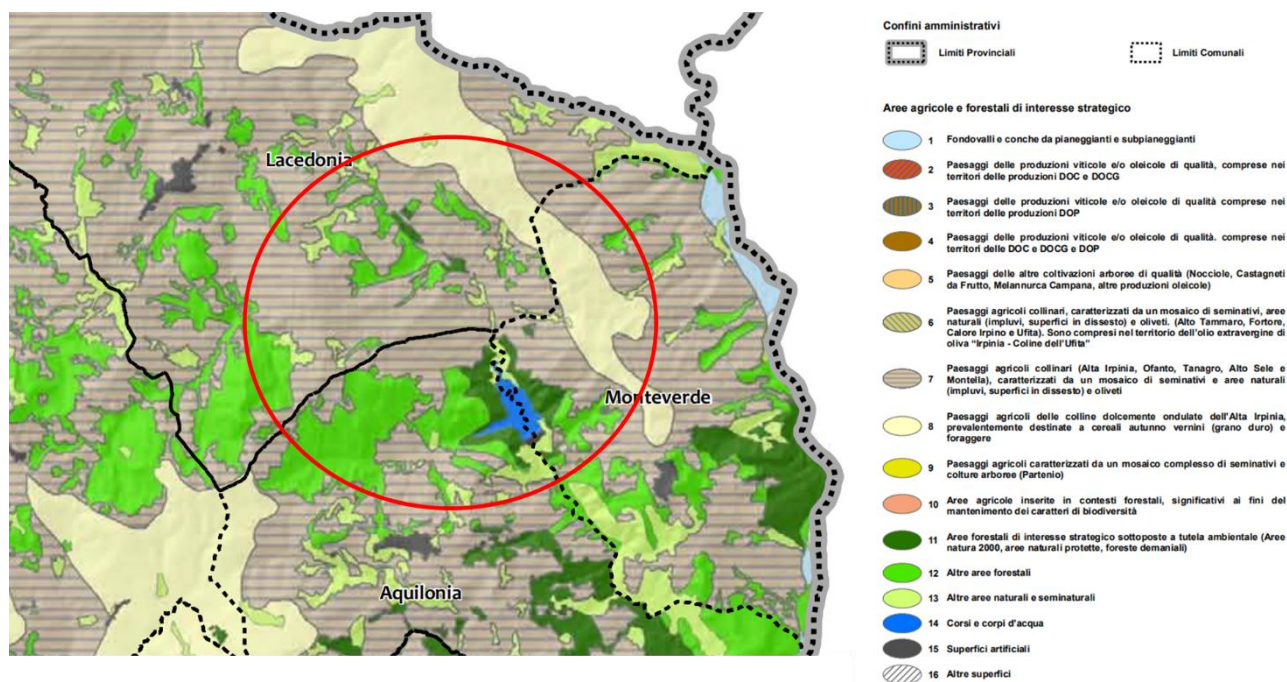 Lacedonia
Monteverde
Aquilonia
Confini amministrativi
Limiti Provinciali
Limiti Comunali
Aree agricole e forestali di interesse strategico
1 Fondovalli e conche da pianeggianti e subpianeggianti
2 Paesaggi delle produzioni viticole e/o oleicole di qualità, comprese nei
territori delle produzioni DOC e DOCG
3 Paesaggi delle produzioni viticole e/o oleicole di qualità comprese nei
territori delle produzioni DOP
4 Paesaggi delle produzioni viticole e/o oleicole di qualità. comprese nei
territori delle DOC e DOCG e DOP
5 Paesaggi delle altre coltivazioni arboree di qualità (Nocciole, Castagneti
da Frutto, Melannurca Campana, altre produzioni oleicole)
6 Paesaggi agricoli collinari, caratterizzati da un mosaico di seminativi, aree
naturali (impluvi, superfici in dissesto) e oliveti. (Alto Tammaro, Fortore,
Calore Irpino e Ufita). Sono compresi nel territorio dell'olio extravergine di
oliva "Irpinia - Coline dell'Ufita"
7 Paesaggi agricoli collinari (Alta Irpinia, Ofanto, Tanagro, Alto Sele e
Montella), caratterizzati da un mosaico di seminativi e aree naturali
(impluvi, superfici in dissesto) e oliveti
8 Paesaggi agricoli delle colline dolcemente ondulate dell'Alta Irpinia,
prevalentemente destinate a cereali autunno vernini (grano duro) e
foraggere
9 Paesaggi agricoli caratterizzati da un mosaico complesso di seminativi e
colture arboree (Partenio)
10 Aree agricole inserite in contesti forestali, significativi ai fini del
mantenimento dei caratteri di biodiversità
11 Aree forestali di interesse strategico sottoposte a tutela ambientale (Aree
natura 2000, aree naturali protette, foreste demaniali)
12 Altre aree forestali
13 Altre aree naturali e seminaturali
14 Corsi e corpi d'acqua
15 Superfici artificiali
16 Altre superfici